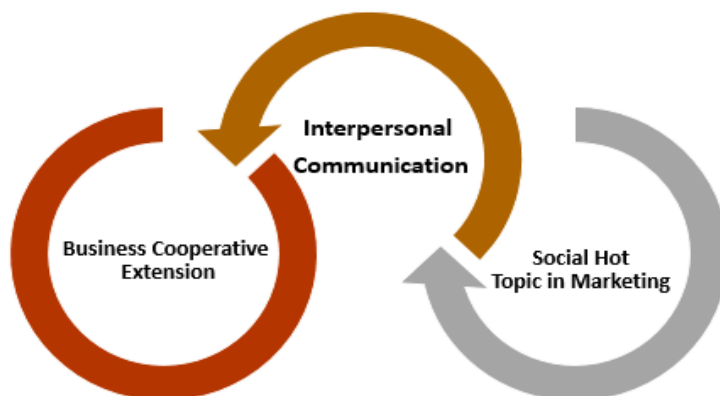 Interpersonal
Communication
Business Cooperative
Extension
Social Hot
Topic in Marketing